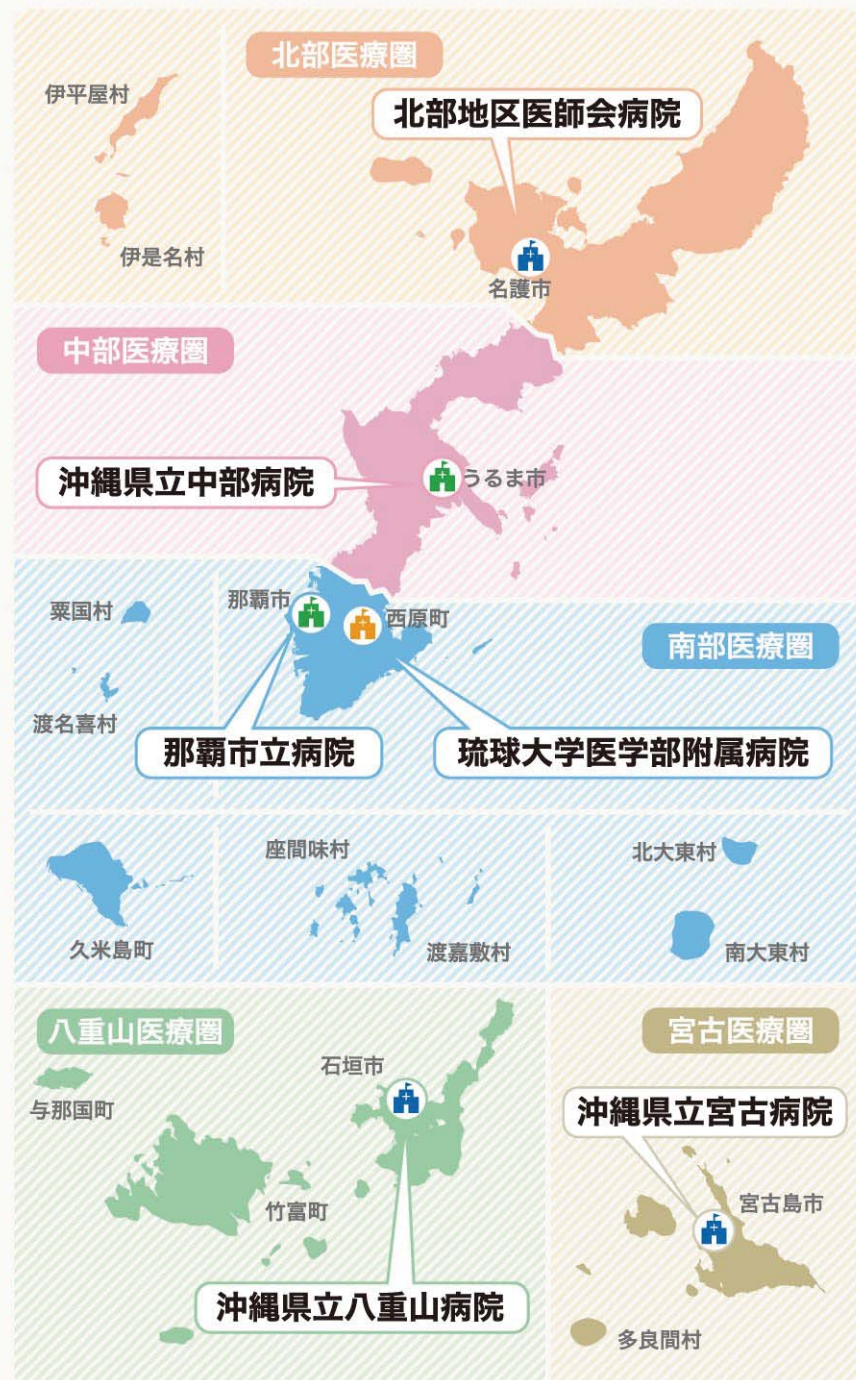 北部医療圏
伊平屋村
北部地区医師会病院
伊是名村
名護市
中部医療圏
沖縄県立中部病院
うるま市
那覇市
粟国村
西原町
南部医療圏
渡名喜村
那覇市立病院
琉球大学医学部附属病院
座間味村
北大東村
久米島町
渡嘉敷村
南大東村
八重山医療圏
宮古医療圏
石垣市
与那国町
沖縄県立宮古病院
竹富町
宮古島市
沖縄県立八重山病院
多良間村